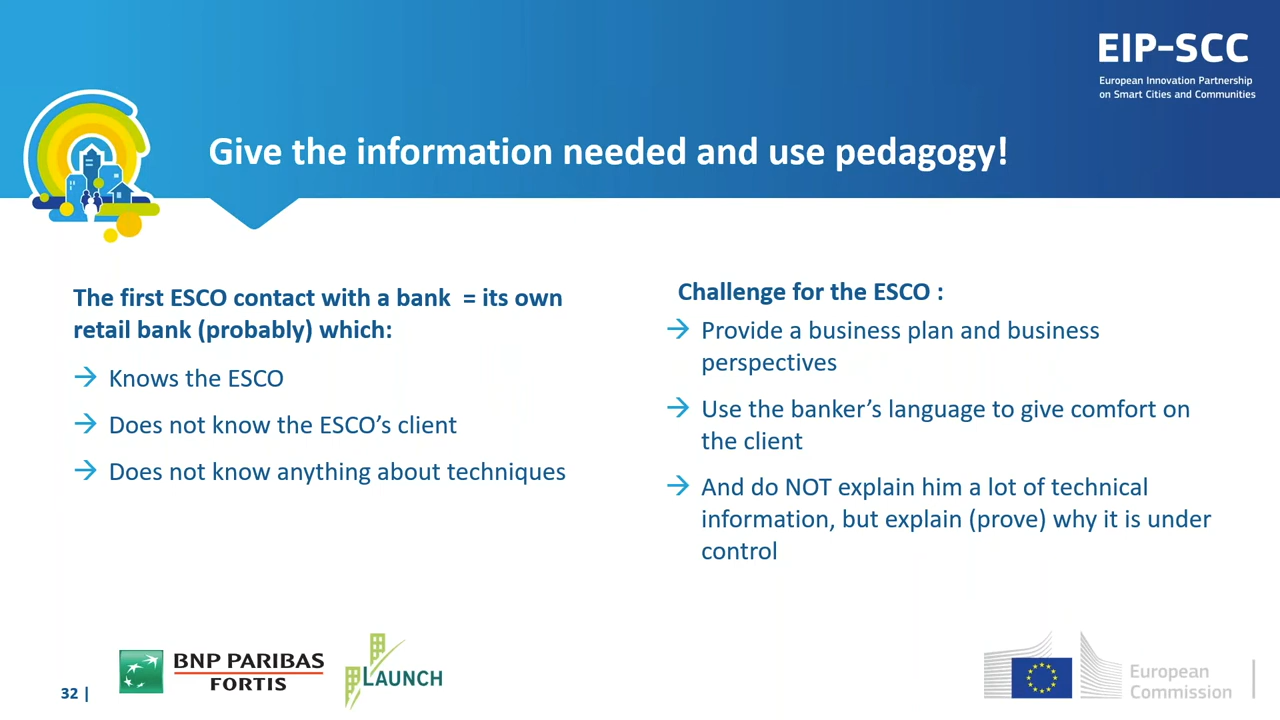 EIP-SCC
European Innovation Partnership
on Smart Cities and Communities
Give the information needed and use pedagogy!
The first ESCO contact with a bank = its own
retail bank (probably) which:
→ Knows the ESCO
→ Does not know the ESCO’s client
→ Does not know anything about techniques
Challenge for the ESCO :
→ Provide a business plan and business
perspectives
→ Use the banker’s language to give comfort on
the client
→ And do NOT explain him a lot of technical
information, but explain (prove) why it is under
control
32 |
BNP PARIBAS
FORTIS
LAUNCH
European
Commission